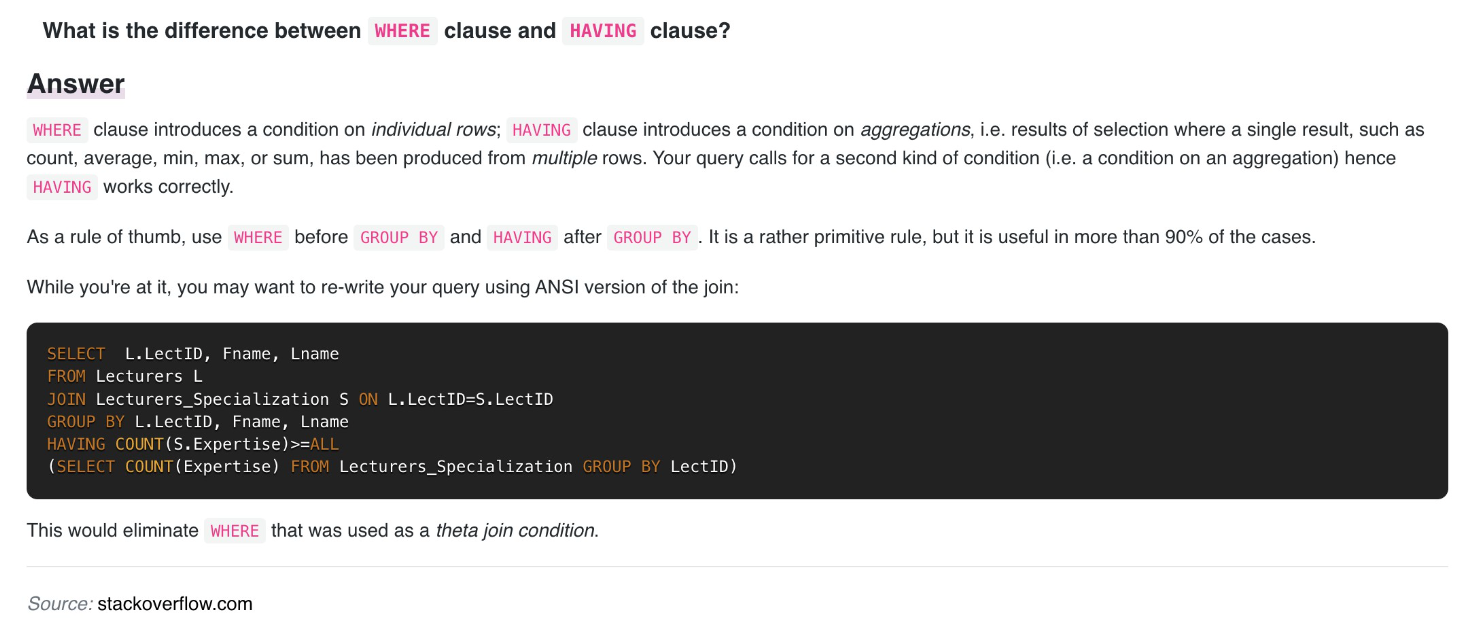 What is the difference between WHERE clause and HAVING clause?
Answer
WHERE clause introduces a condition on individual rows; HAVING clause introduces a condition on aggregations, i.e. results of selection where a single result, such as
count, average, min, max, or sum, has been produced from multiple rows. Your query calls for a second kind of condition (i.e. a condition on an aggregation) hence
HAVING works correctly.
As a rule of thumb, use WHERE before GROUP BY and HAVING after GROUP BY. It is a rather primitive rule, but it is useful in more than 90% of the cases.
While you're at it, you may want to re-write your query using ANSI version of the join:
SELECT  L.LectID, Fname, Lname
FROM Lecturers L
JOIN Lecturers_Specialization S ON L.LectID=S.LectID
GROUP BY L.LectID, Fname, Lname
HAVING COUNT(S.Expertise)>=ALL
(SELECT COUNT(Expertise) FROM Lecturers_Specialization GROUP BY LectID)
This would eliminate WHERE that was used as a theta join condition.
Source: stackoverflow.com